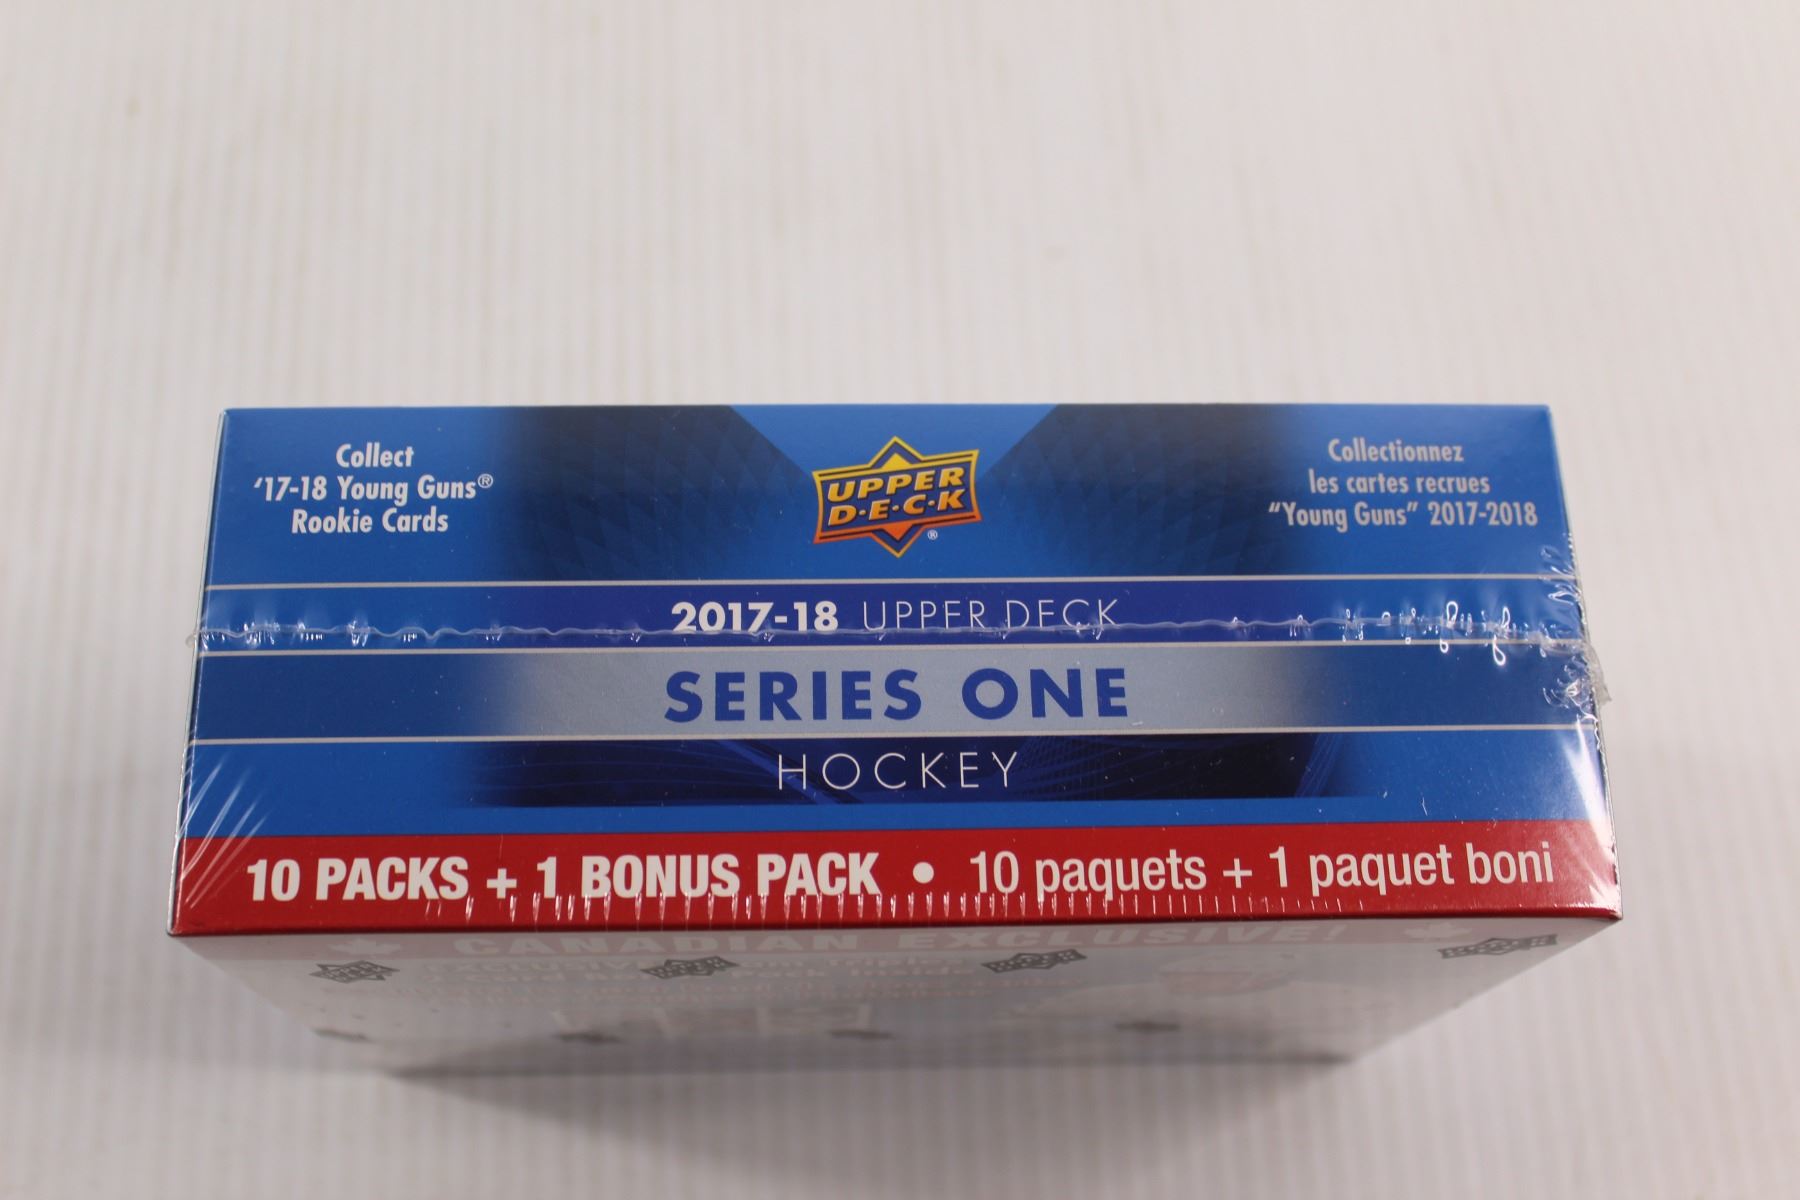 Collect
‘17-18 Young Guns®
Rookie Cards
UPPER
D·E·C·K
®
Collectionnez
les cartes recrues
“Young Guns” 2017-2018
2017-18 UPPER DECK
SERIES ONE
HOCKEY
10 PACKS + 1 BONUS PACK • 10 paquets + 1 paquet boni
CANADIAN EXCLUSIVE!